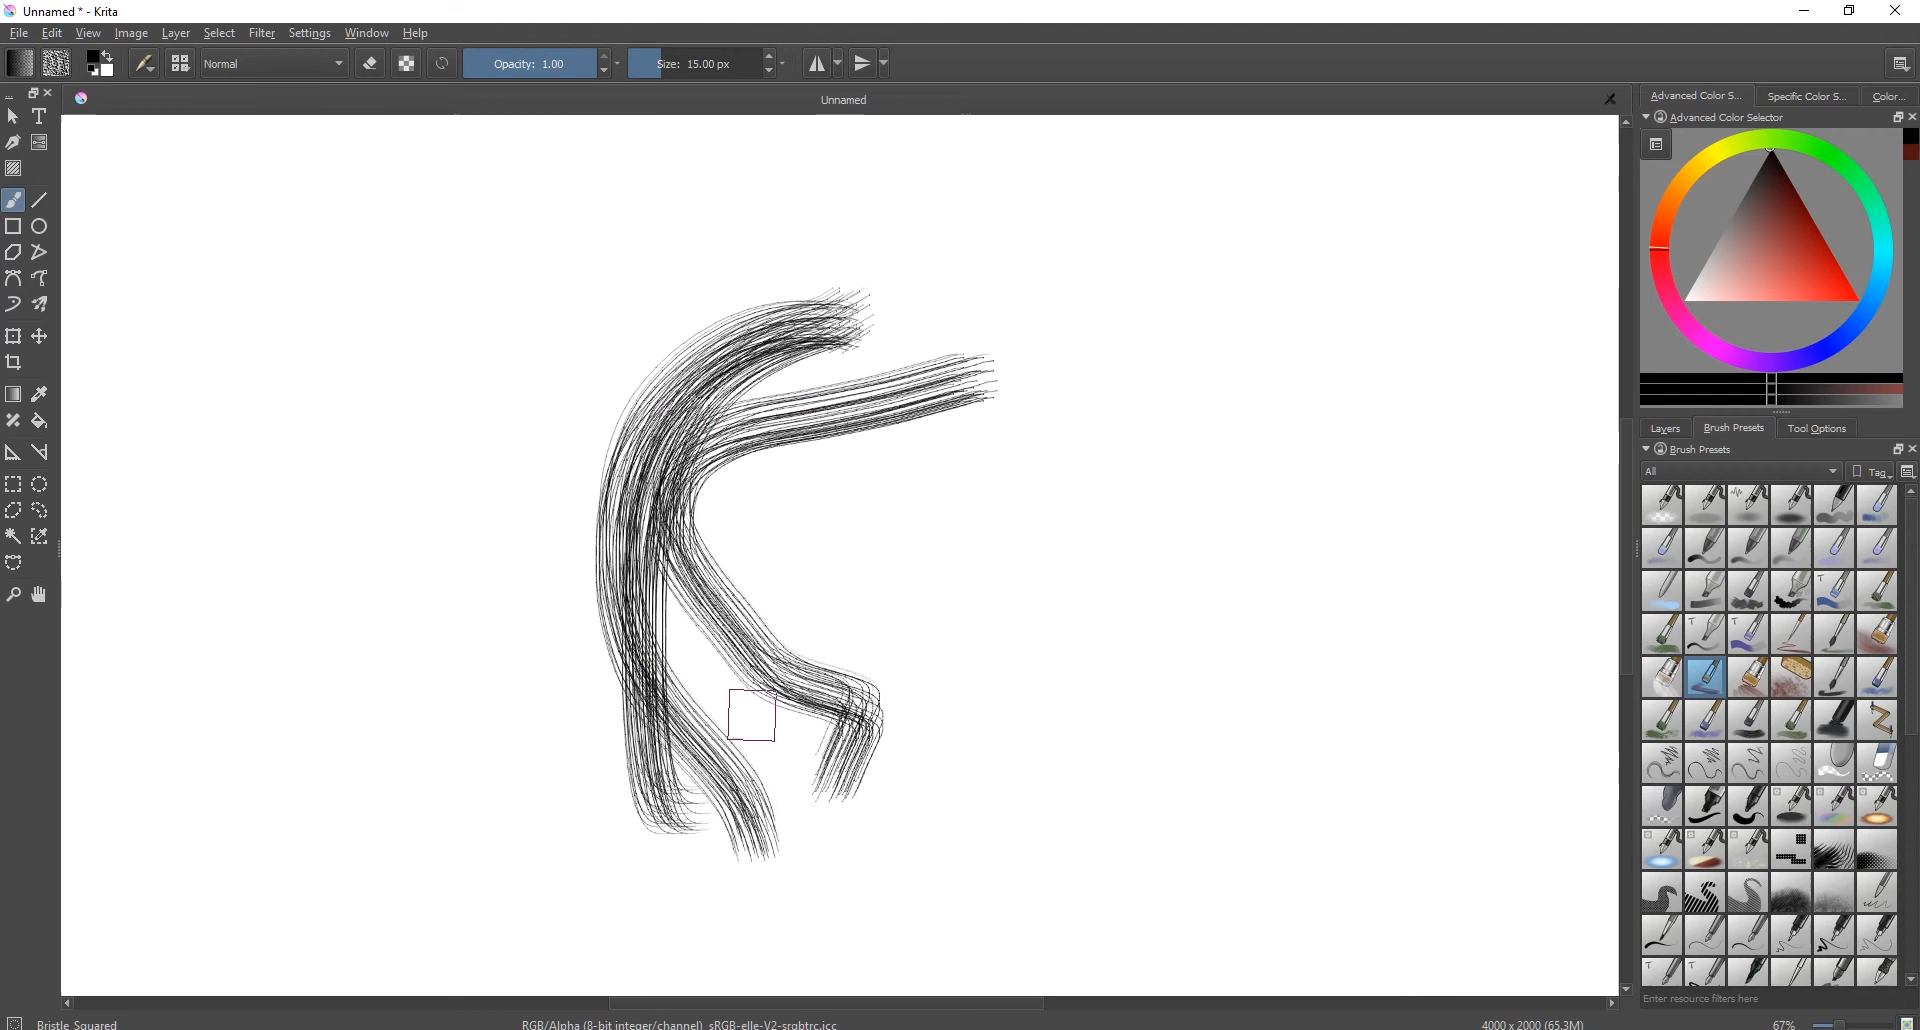 Unnamed * - Krita
File Edit View Image Layer Select Filter Settings Window Help
Normal Opacity: 1.00 Size: 15.00 px
Unnamed
Advanced Color S... Specific Color S... Color...
Advanced Color Selector
Layers Brush Presets Tool Options
Brush Presets
All Tag
Enter resource filters here
Bristle_Squared RGB/Alpha (8-bit integer/channel) sRGB-elle-V2-srgbtrc.icc 4000 x 2000 (65.3M) 67%